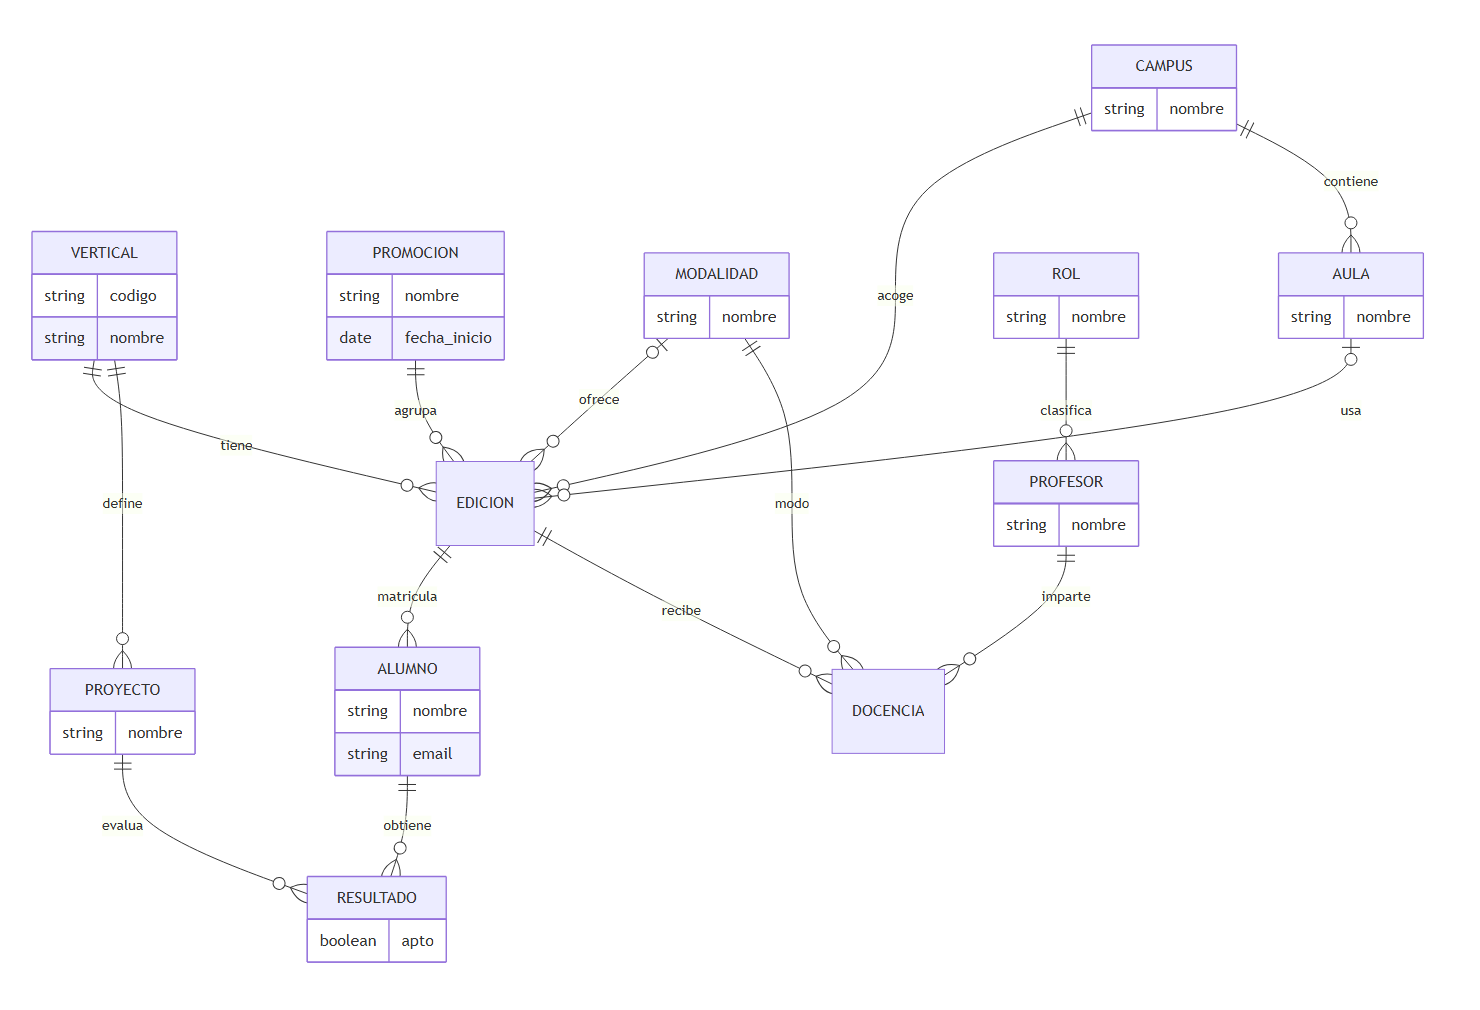 CAMPUS
string nombre
contiene
VERTICAL
string codigo
string nombre
PROMOCION
string nombre
date fecha_inicio
MODALIDAD
string nombre
acoge
ROL
string nombre
AULA
string nombre
tiene
define
agrupa
ofrece
modo
clasifica
usa
EDICION
PROFESOR
string nombre
matricula
recibe
imparte
PROYECTO
string nombre
ALUMNO
string nombre
string email
DOCENCIA
evalua
obtiene
RESULTADO
boolean apto